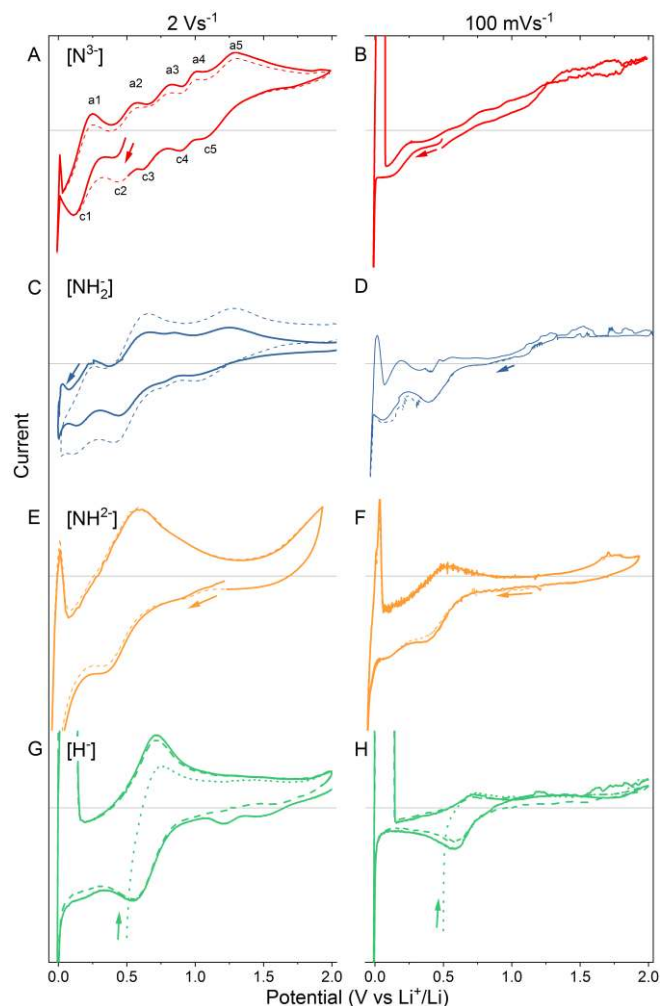 2 Vs⁻¹
100 mVs⁻¹
A
[N³⁻]
a1
a2
a3
a4
a5
c1
c2
c3
c4
c5
B
C
[NH₂⁻]
D
E
[NH²⁻]
F
G
[H⁻]
H
Current
0.0 0.5 1.0 1.5 2.0
0.0 0.5 1.0 1.5 2.0
Potential (V vs Li⁺/Li)